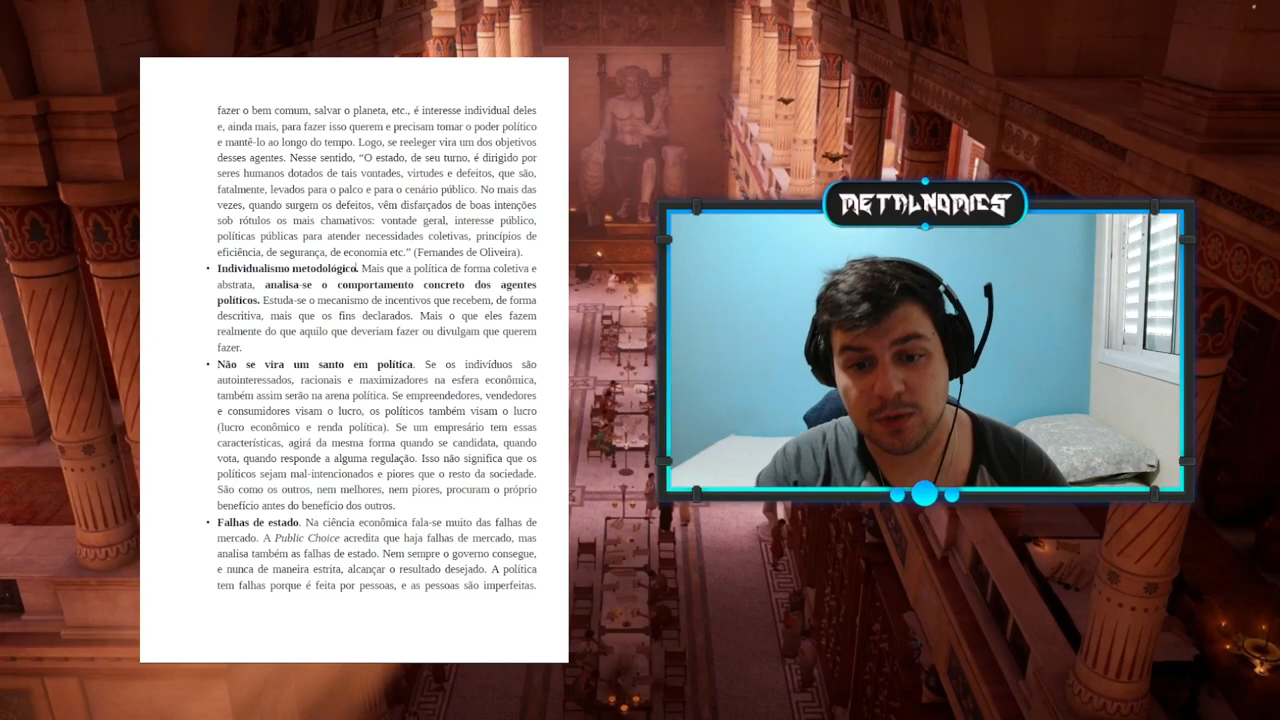 fazer o bem comum, salvar o planeta, etc., é interesse individual deles
e, ainda mais, para fazer isso querem e precisam tomar o poder político
e mantê-lo ao longo do tempo. Logo, se reeleger vira um dos objetivos
desses agentes. Nesse sentido, “O estado, de seu turno, é dirigido por
seres humanos dotados de tais vontades, virtudes e defeitos, que são,
fatalmente, levados para o palco e para o cenário público. No mais das
vezes, quando surgem os defeitos, vêm disfarçados de boas intenções
sob rótulos os mais chamativos: vontade geral, interesse público,
políticas públicas para atender necessidades coletivas, princípios de
eficiência, de segurança, de economia etc.” (Fernandes de Oliveira).
• Individualismo metodológico. Mais que a política de forma coletiva e
abstrata, analisa-se o comportamento concreto dos agentes
políticos. Estuda-se o mecanismo de incentivos que recebem, de forma
descritiva, mais que os fins declarados. Mais o que eles fazem
realmente do que aquilo que deveriam fazer ou divulgam que querem
fazer.
• Não se vira um santo em política. Se os indivíduos são
autointeressados, racionais e maximizadores na esfera econômica,
também assim serão na arena política. Se empreendedores, vendedores
e consumidores visam o lucro, os políticos também visam o lucro
(lucro econômico e renda política). Se um empresário tem essas
características, agirá da mesma forma quando se candidata, quando
vota, quando responde a alguma regulação. Isso não significa que os
políticos sejam mal-intencionados e piores que o resto da sociedade.
São como os outros, nem melhores, nem piores, procuram o próprio
benefício antes do benefício dos outros.
• Falhas de estado. Na ciência econômica fala-se muito das falhas de
mercado. A Public Choice acredita que haja falhas de mercado, mas
analisa também as falhas de estado. Nem sempre o governo consegue,
e nunca de maneira estrita, alcançar o resultado desejado. A política
tem falhas porque é feita por pessoas, e as pessoas são imperfeitas.
METALNOMICS